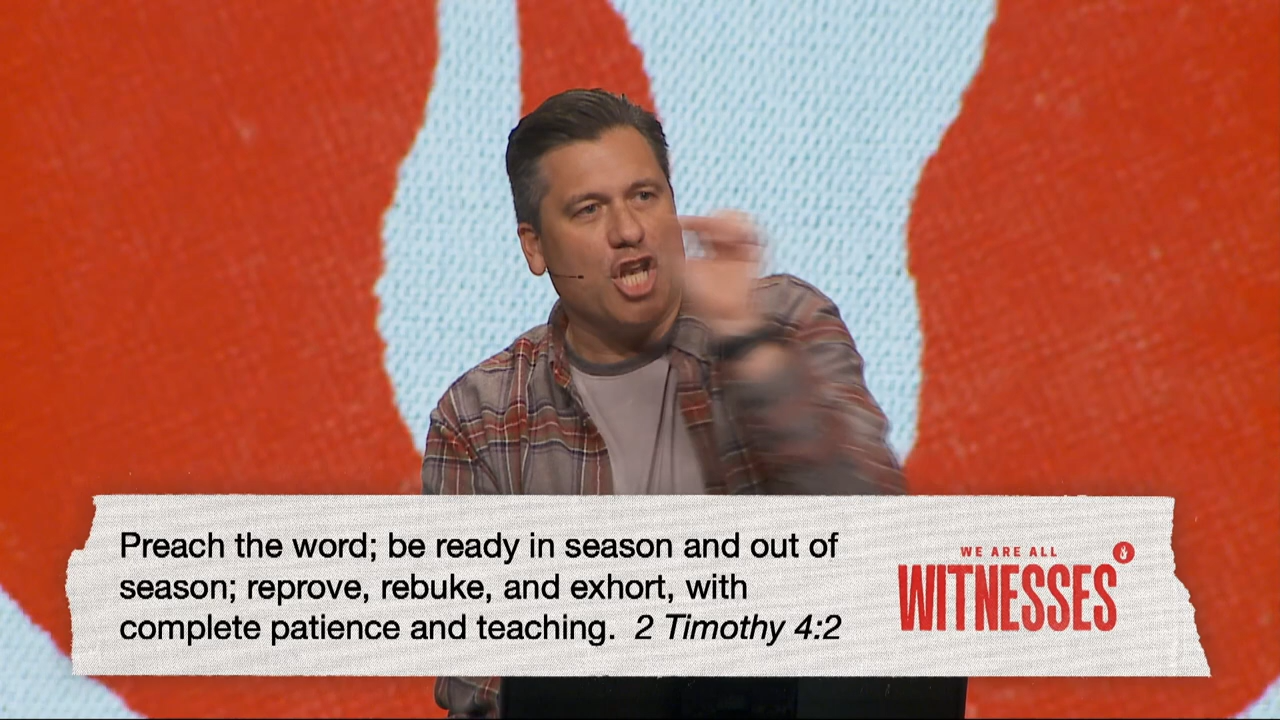 Preach the word; be ready in season and out of
season; reprove, rebuke, and exhort, with
complete patience and teaching.  2 Timothy 4:2
WE ARE ALL
WITNESSES